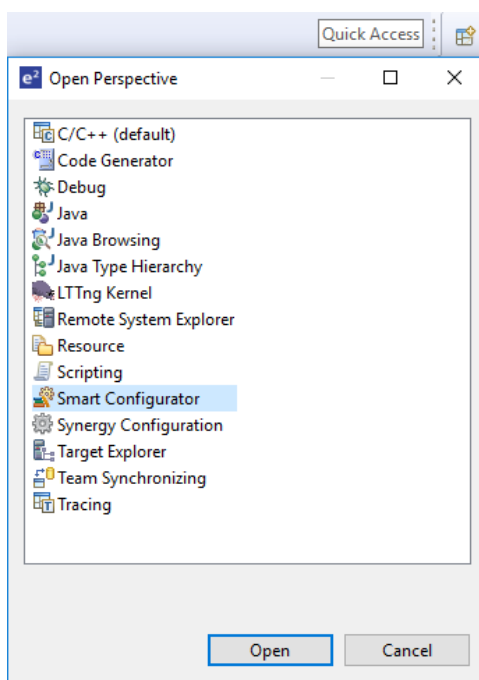 Quick Access
e² Open Perspective
C/C++ (default)
Code Generator
Debug
Java
Java Browsing
Java Type Hierarchy
LTTng Kernel
Remote System Explorer
Resource
Scripting
Smart Configurator
Synergy Configuration
Target Explorer
Team Synchronizing
Tracing
Open Cancel